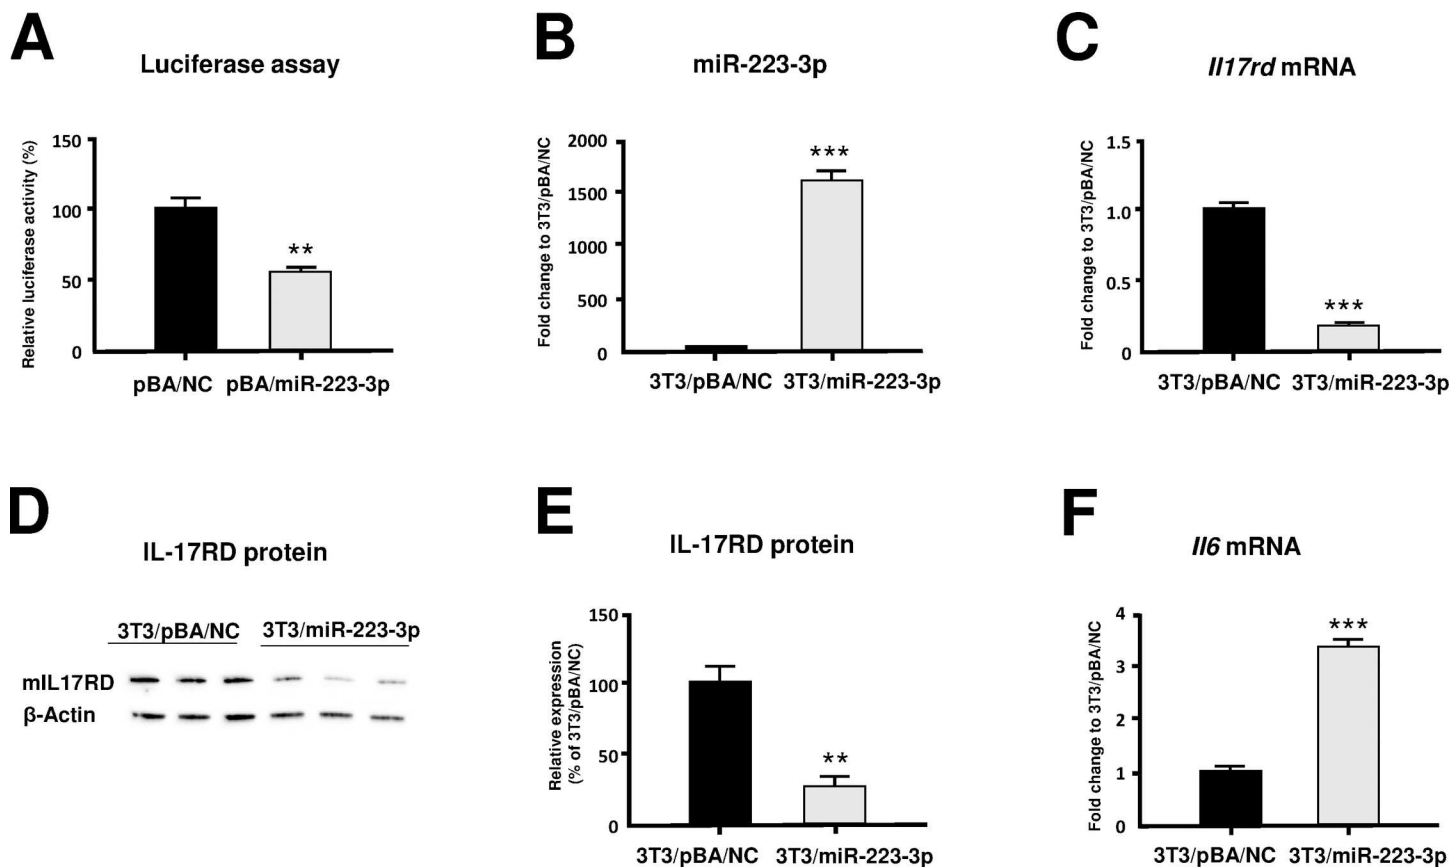 A
Luciferase assay
Relative luciferase activity (%)
150
100
50
0
**
pBA/NC pBA/miR-223-3p
B
miR-223-3p
Fold change to 3T3/pBA/NC
2000
1500
1000
500
0
***
3T3/pBA/NC 3T3/miR-223-3p
C
Il17rd mRNA
Fold change to 3T3/pBA/NC
1.5
1.0
0.5
0
***
3T3/pBA/NC 3T3/miR-223-3p
D
IL-17RD protein
3T3/pBA/NC 3T3/miR-223-3p
mIL17RD
β-Actin
E
IL-17RD protein
Relative expression
(% of 3T3/pBA/NC)
150
100
50
0
**
3T3/pBA/NC 3T3/miR-223-3p
F
Il6 mRNA
Fold change to 3T3/pBA/NC
4
3
2
1
0
***
3T3/pBA/NC 3T3/miR-223-3p